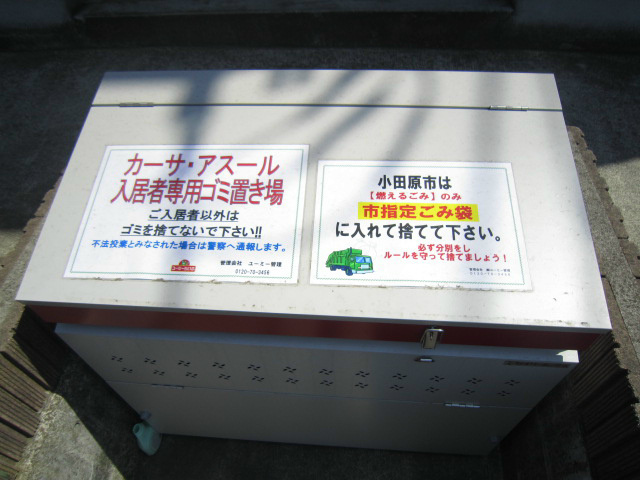 カーサ・アスール
入居者専用ゴミ置き場
ご入居者以外は
ゴミを捨てないで下さい!!
不法投棄とみなされた場合は警察へ通報します。
管理会社 ユーミー管理
0120-70-3456
小田原市は
【燃えるごみ】のみ
市指定ごみ袋
に入れて捨てて下さい。
必ず分別をし
ルールを守って捨てましょう!